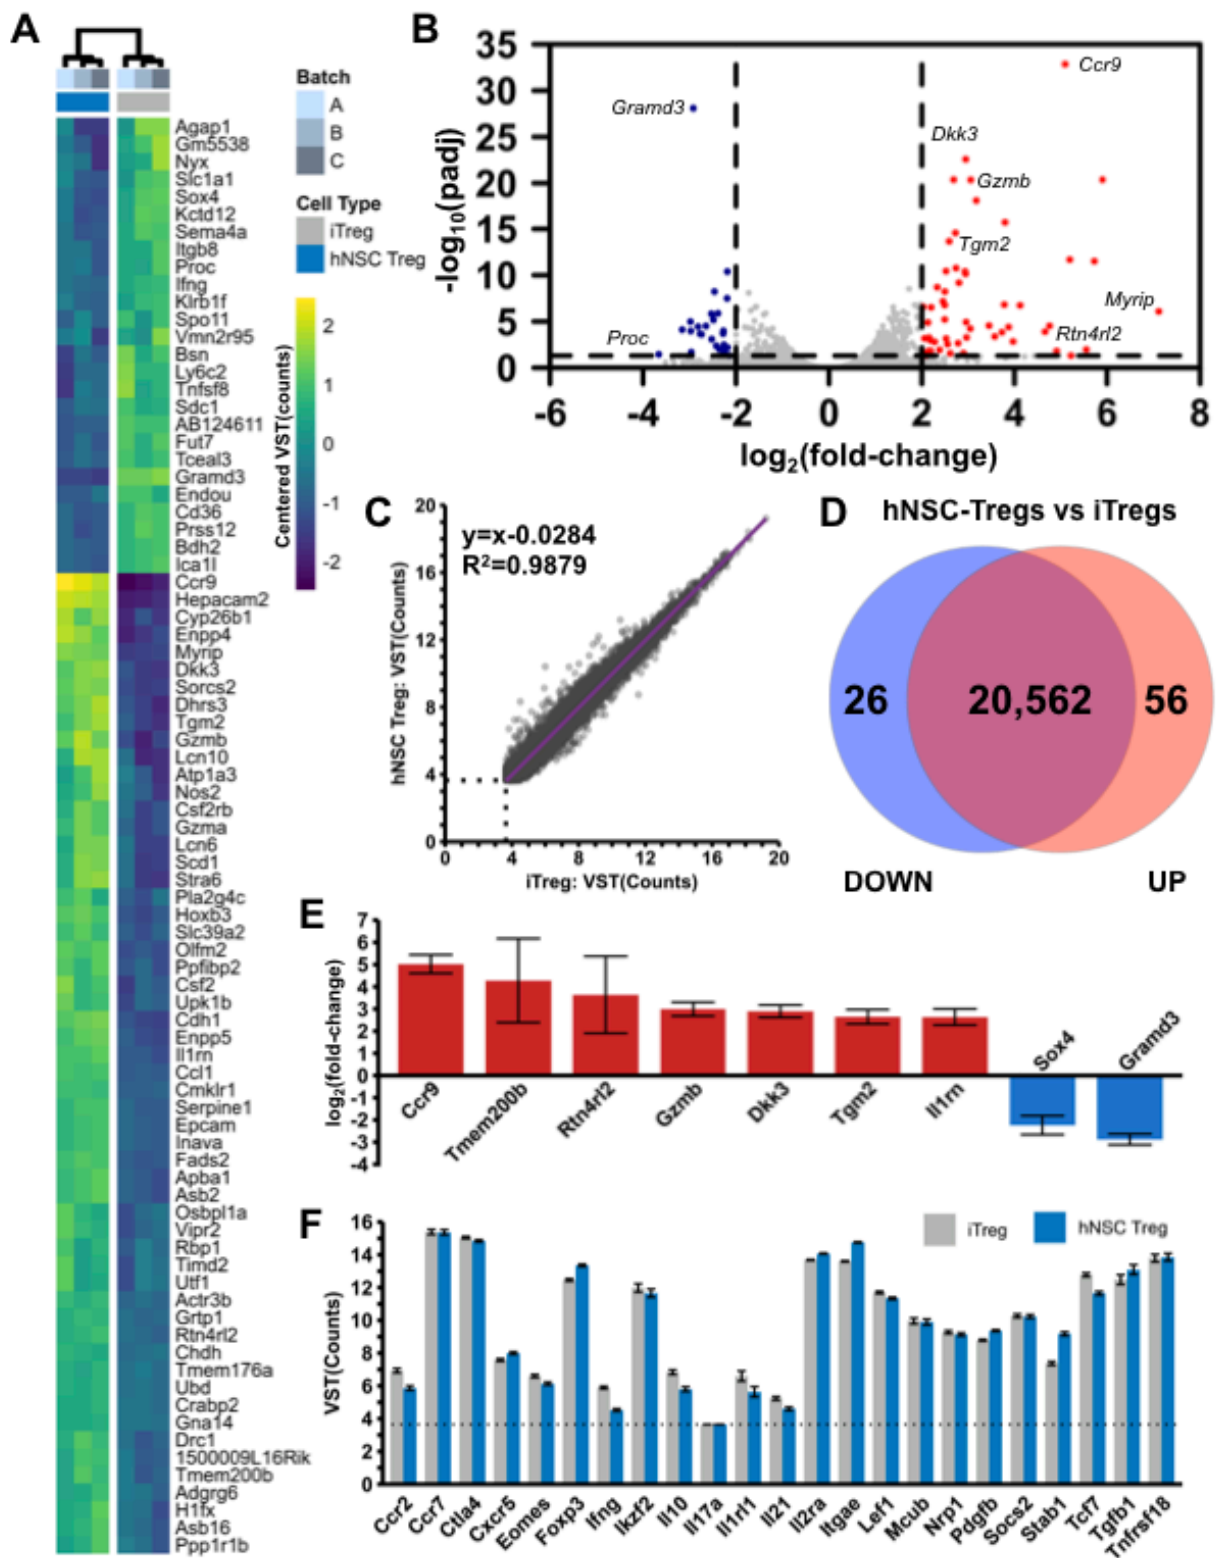 A
Batch
A
B
C
Cell Type
iTreg
hNSC Treg
2
1
0
-1
-2
Centered VST(counts)
Agap1
Gm5538
Nyx
Slc1a1
Sox4
Kctd12
Sema4a
Itgb8
Proc
Ifng
Klrb1f
Spo11
Vmn2r95
Bsn
Ly6c2
Tnfsf8
Sdc1
AB124611
Fut7
Tceal3
Gramd3
Endou
Cd36
Prss12
Bdh2
Ica1l
Ccr9
Hepacam2
Cyp26b1
Enpp4
Myrip
Dkk3
Sorcs2
Dhrs3
Tgm2
Gzmb
Lcn10
Atp1a3
Nos2
Csf2rb
Gzma
Lcn6
Scd1
Stra6
Pla2g4c
Hoxb3
Slc39a2
Olfm2
Ppfibp2
Csf2
Upk1b
Cdh1
Enpp5
Il1rn
Ccl1
Cmklr1
Serpine1
Epcam
Inava
Fads2
Apba1
Asb2
Osbpl1a
Vipr2
Rbp1
Timd2
Utf1
Actr3b
Grtp1
Rtn4rl2
Chdh
Tmem176a
Ubd
Crabp2
Gna14
Drc1
1500009L16Rik
Tmem200b
Adgrg6
H1fx
Asb16
Ppp1r1b
B
-log10(padj)
35
30
25
20
15
10
5
0
Gramd3
Ccr9
Dkk3
Gzmb
Tgm2
Myrip
Proc
Rtn4rl2
-6 -4 -2 0 2 4 6 8
log2(fold-change)
C
y=x-0.0284
R2=0.9879
hNSC Treg: VST(Counts)
20
16
12
8
4
0
0 4 8 12 16 20
iTreg: VST(Counts)
D
hNSC-Tregs vs iTregs
26 20,562 56
DOWN UP
E
log2(fold-change)
7
6
5
4
3
2
1
0
-1
-2
-3
-4
Ccr9
Tmem200b
Rtn4rl2
Gzmb
Dkk3
Tgm2
Il1rn
Sox4
Gramd3
F
iTreg
hNSC Treg
VST(Counts)
16
14
12
10
8
6
4
2
0
Ccr2
Ccr7
Ctla4
Cxcr5
Eomes
Foxp3
Ifng
Ikzf2
Il10
Il17a
Il1rl1
Il21
Il2ra
Itgae
Lef1
Mcub
Nrp1
Pdgfb
Socs2
Stab1
Tcf7
Tgfb1
Tnfrsf18